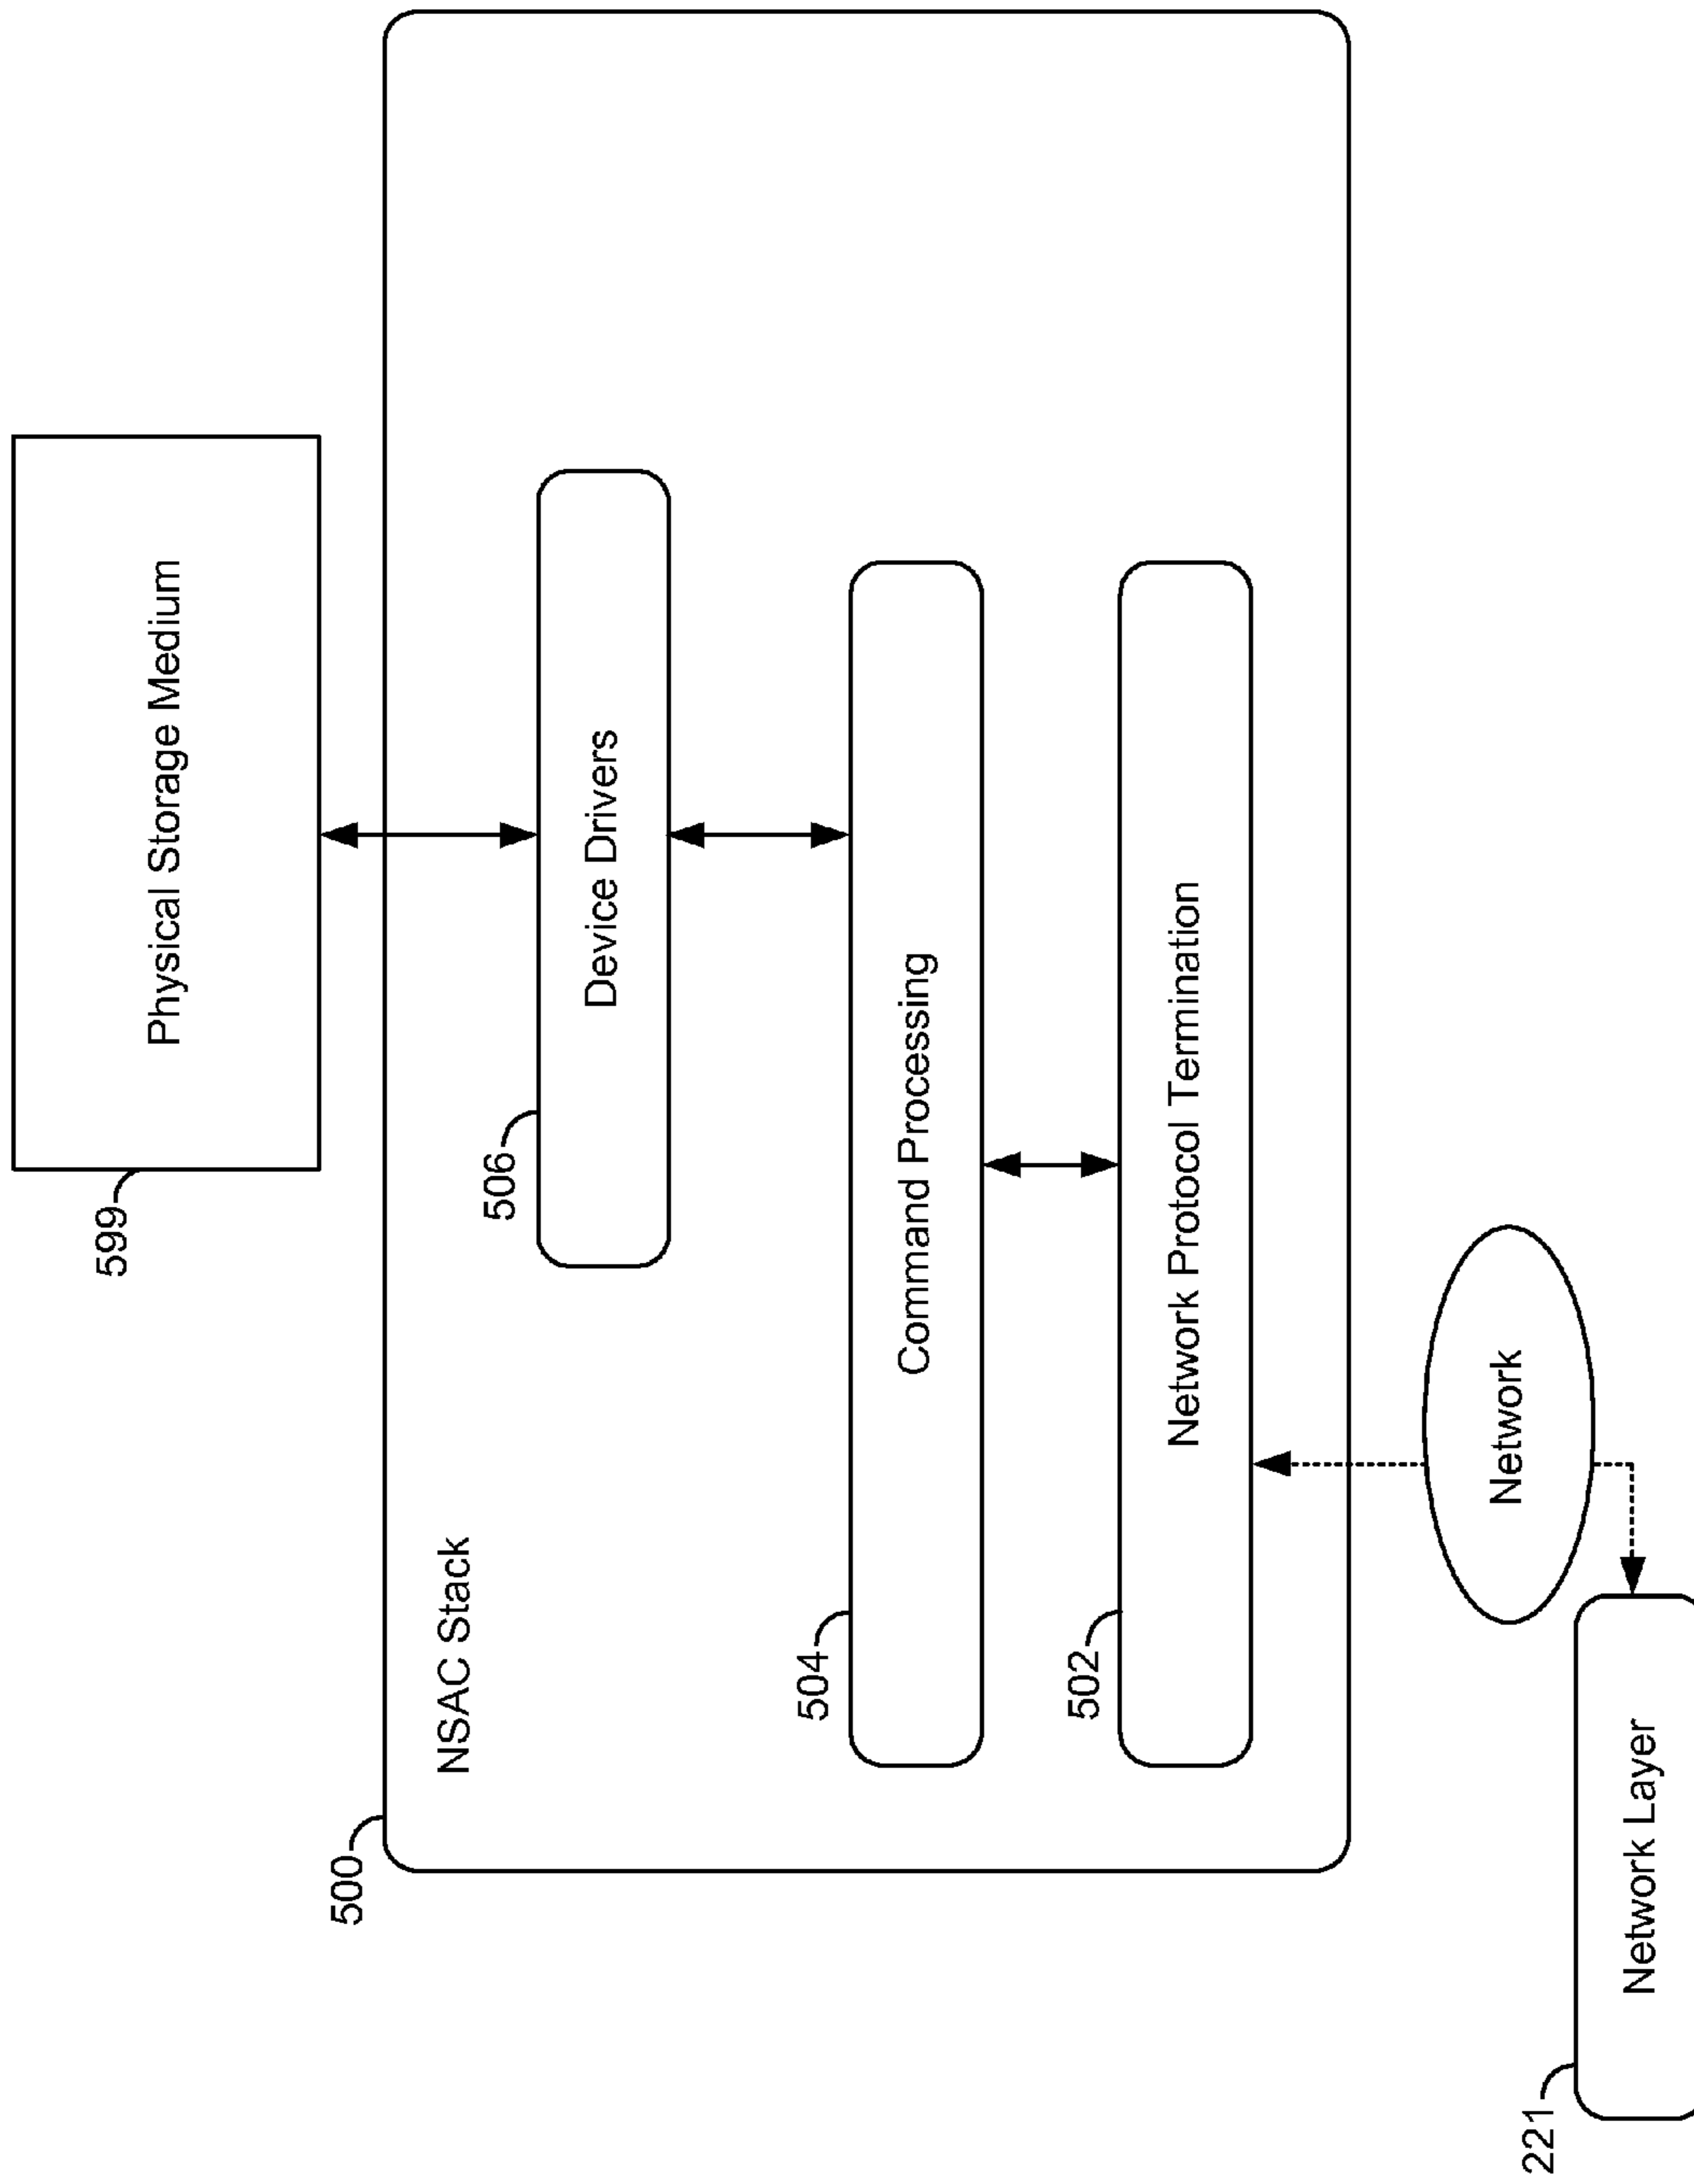 Physical Storage Medium
599
500
NSAC Stack
506
Device Drivers
504
Command Processing
502
Network Protocol Termination
Network
221
Network Layer